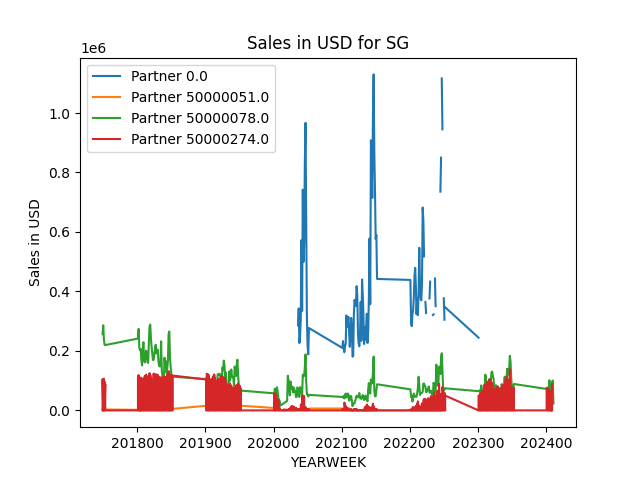 Sales in USD for SG
1e6
Partner 0.0
Partner 50000051.0
Partner 50000078.0
Partner 50000274.0
1.0
0.8
0.6
0.4
0.2
0.0
Sales in USD
201800 201900 202000 202100 202200 202300 202400
YEARWEEK